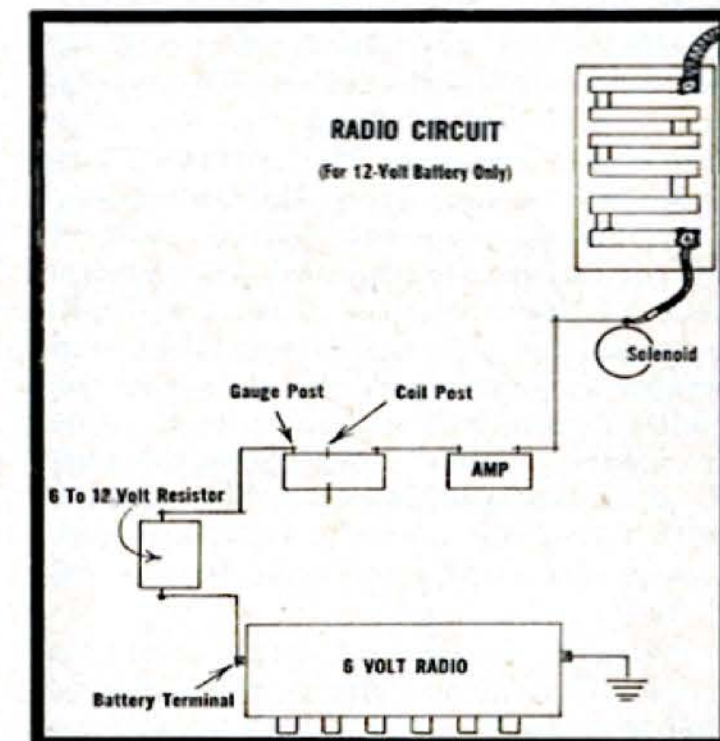 RADIO CIRCUIT
(For 12-Volt Battery Only)
Solenoid
Gauge Post
Coil Post
AMP
6 To 12 Volt Resistor
6 VOLT RADIO
Battery Terminal